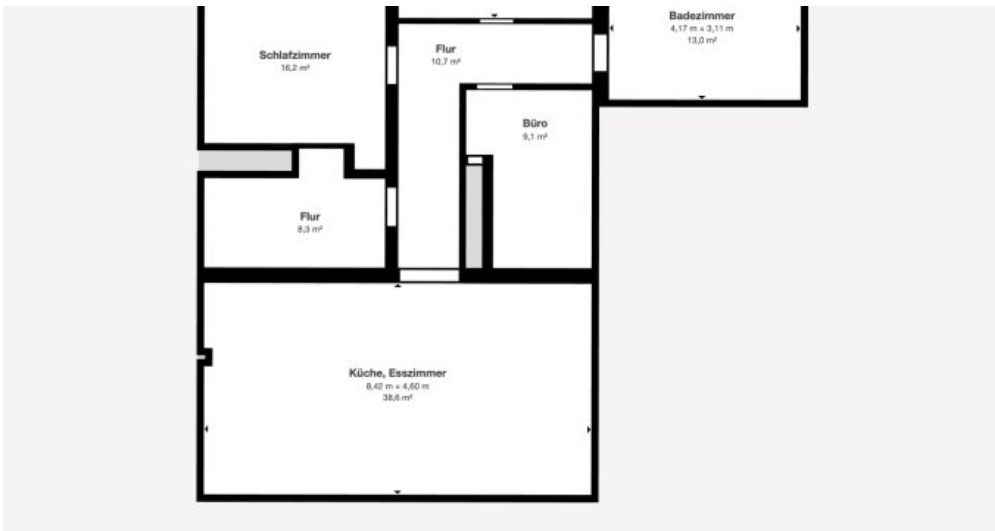 Badezimmer
4,17 m × 3,11 m
13,0 m²
Schlafzimmer
16,2 m²
Flur
10,7 m²
Büro
9,1 m²
Flur
8,3 m²
Küche, Esszimmer
8,42 m × 4,60 m
38,6 m²